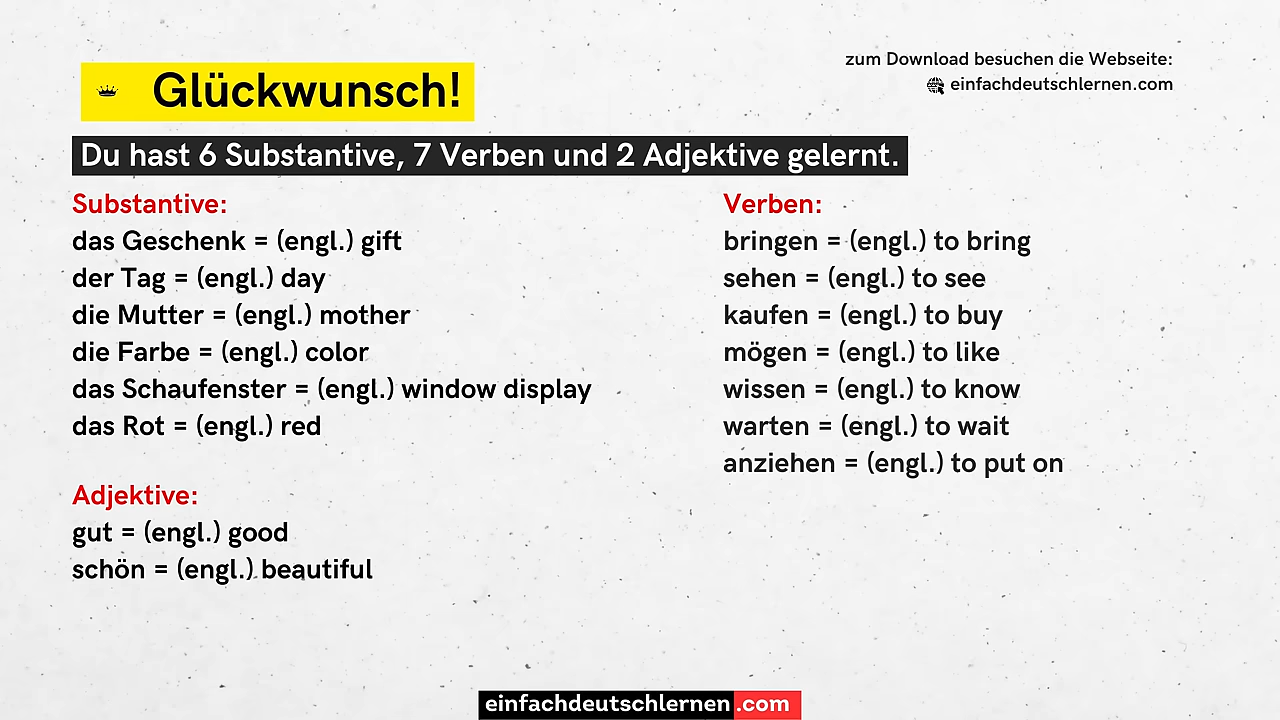 Glückwunsch!
zum Download besuchen die Webseite:
einfachdeutschlernen.com
Du hast 6 Substantive, 7 Verben und 2 Adjektive gelernt.
Substantive:
das Geschenk = (engl.) gift
der Tag = (engl.) day
die Mutter = (engl.) mother
die Farbe = (engl.) color
das Schaufenster = (engl.) window display
das Rot = (engl.) red
Adjektive:
gut = (engl.) good
schön = (engl.) beautiful
Verben:
bringen = (engl.) to bring
sehen = (engl.) to see
kaufen = (engl.) to buy
mögen = (engl.) to like
wissen = (engl.) to know
warten = (engl.) to wait
anziehen = (engl.) to put on
einfachdeutschlernen.com